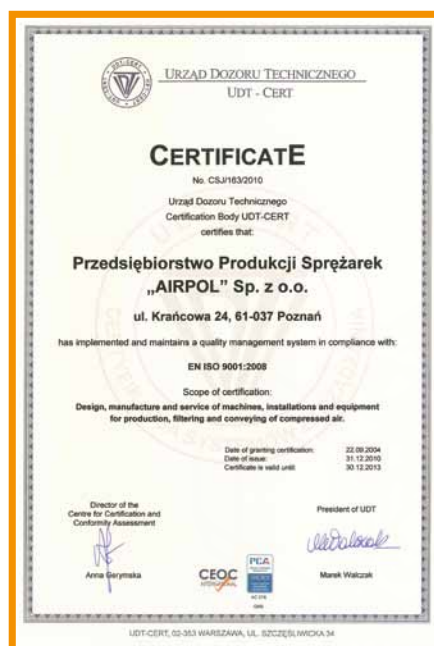 URZĄD DOZORU TECHNICZNEGO
UDT - CERT
CERTIFICATE
No. CSJ/163/2010
Urząd Dozoru Technicznego
Certification Body UDT-CERT
certifies that:
Przedsiębiorstwo Produkcji Sprężarek
„AIRPOL” Sp. z o.o.
ul. Krańcowa 24, 61-037 Poznań
has implemented and maintains a quality management system in compliance with:
EN ISO 9001:2008
Scope of certification:
Design, manufacture and service of machines, installations and equipment
for production, filtering and conveying of compressed air.
Date of granting certification: 22.09.2004
Date of issue: 31.12.2010
Certificate is valid until: 30.12.2013
Director of the
Centre for Certification and
Conformity Assessment
President of UDT
Anna Gerymska
CEOC
PCA
Marek Walczak
UDT-CERT, 02-353 WARSZAWA, UL. SZCZĘŚLIWICKA 34